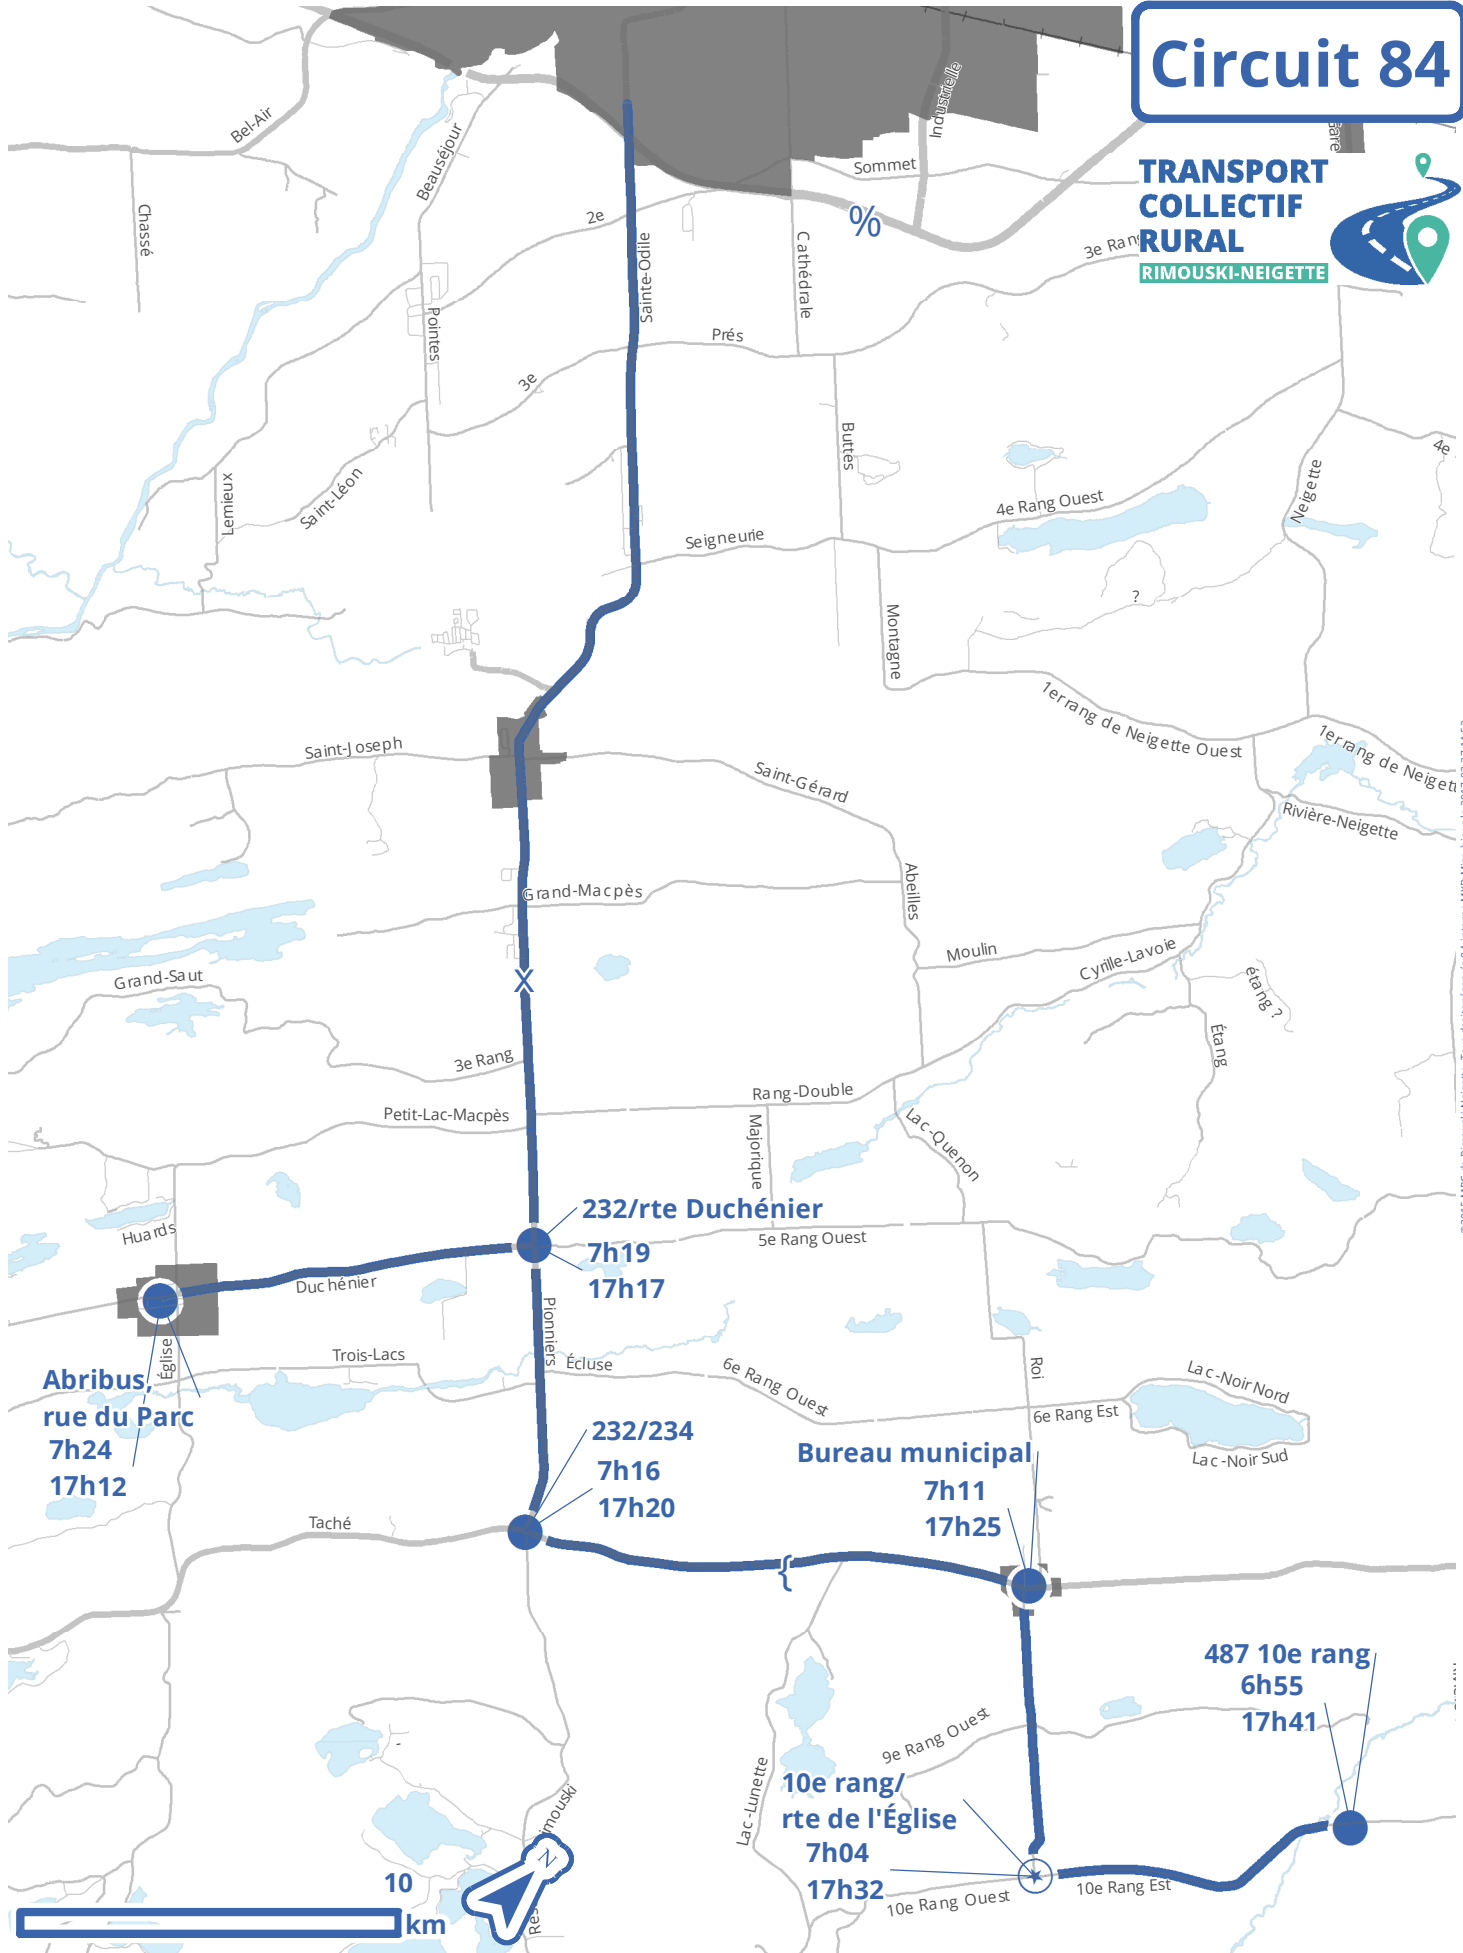 Circuit 84
TRANSPORT
COLLECTIF
RURAL
RIMOUSKI-NEIGETTE
Bel-Air
Beauséjour
Industrielle
Sommet
Chassé
2e
Sainte-Odile
%
Cathédrale
3e Rang
Pointes
Prés
3e
Buttes
4e
Lemieux
Saint-Léon
Neigette
4e Rang Ouest
Seigneurie
?
Montagne
1er rang de Neigette Ouest
Saint-Joseph
1er rang de Neigett
Saint-Gérard
Rivière-Neigette
Grand-Macpès
Abeilles
Moulin
Cyrille-Lavoie
Grand-Saut
X
étang ?
Étang
3e Rang
Rang-Double
Petit-Lac-Macpès
Lac-Quenon
Majorique
232/rte Duchénier
7h19
17h17
Huards
5e Rang Ouest
Duchénier
Pionniers
Église
Trois-Lacs
Écluse
6e Rang Ouest
Roi
Lac-Noir Nord
6e Rang Est
Lac-Noir Sud
Abribus,
rue du Parc
7h24
17h12
232/234
7h16
17h20
Bureau municipal
7h11
17h25
Taché
{
487 10e rang
6h55
17h41
9e Rang Ouest
Lac-Lunette
10e rang/
rte de l'Église
7h04
17h32
10e Rang Ouest
10e Rang Est
10
km
N